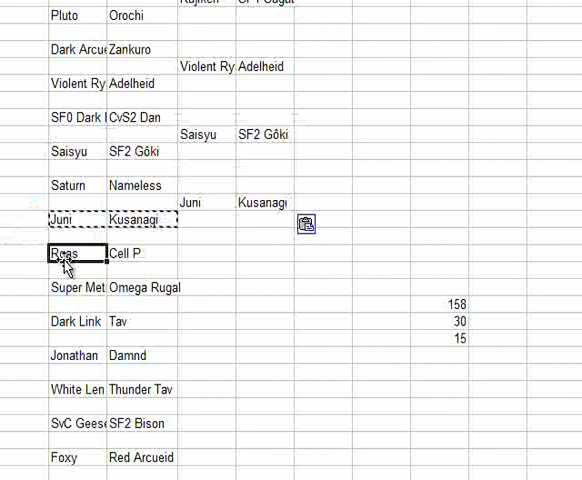 Pluto Orochi
Dark Arcue Zankuro
Violent Ry Adelheid
Violent Ry Adelheid
SF0 Dark CvS2 Dan
Saisyu SF2 Gôki
Saisyu SF2 Gôki
Saturn Nameless
Juni Kusanagi
Juni Kusanagi
Cell P
Super Met Omega Rugal
158
Dark Link Tav
30
15
Jonathan Damnd
White Len Thunder Tav
SvC Geese SF2 Bison
Foxy Red Arcueid